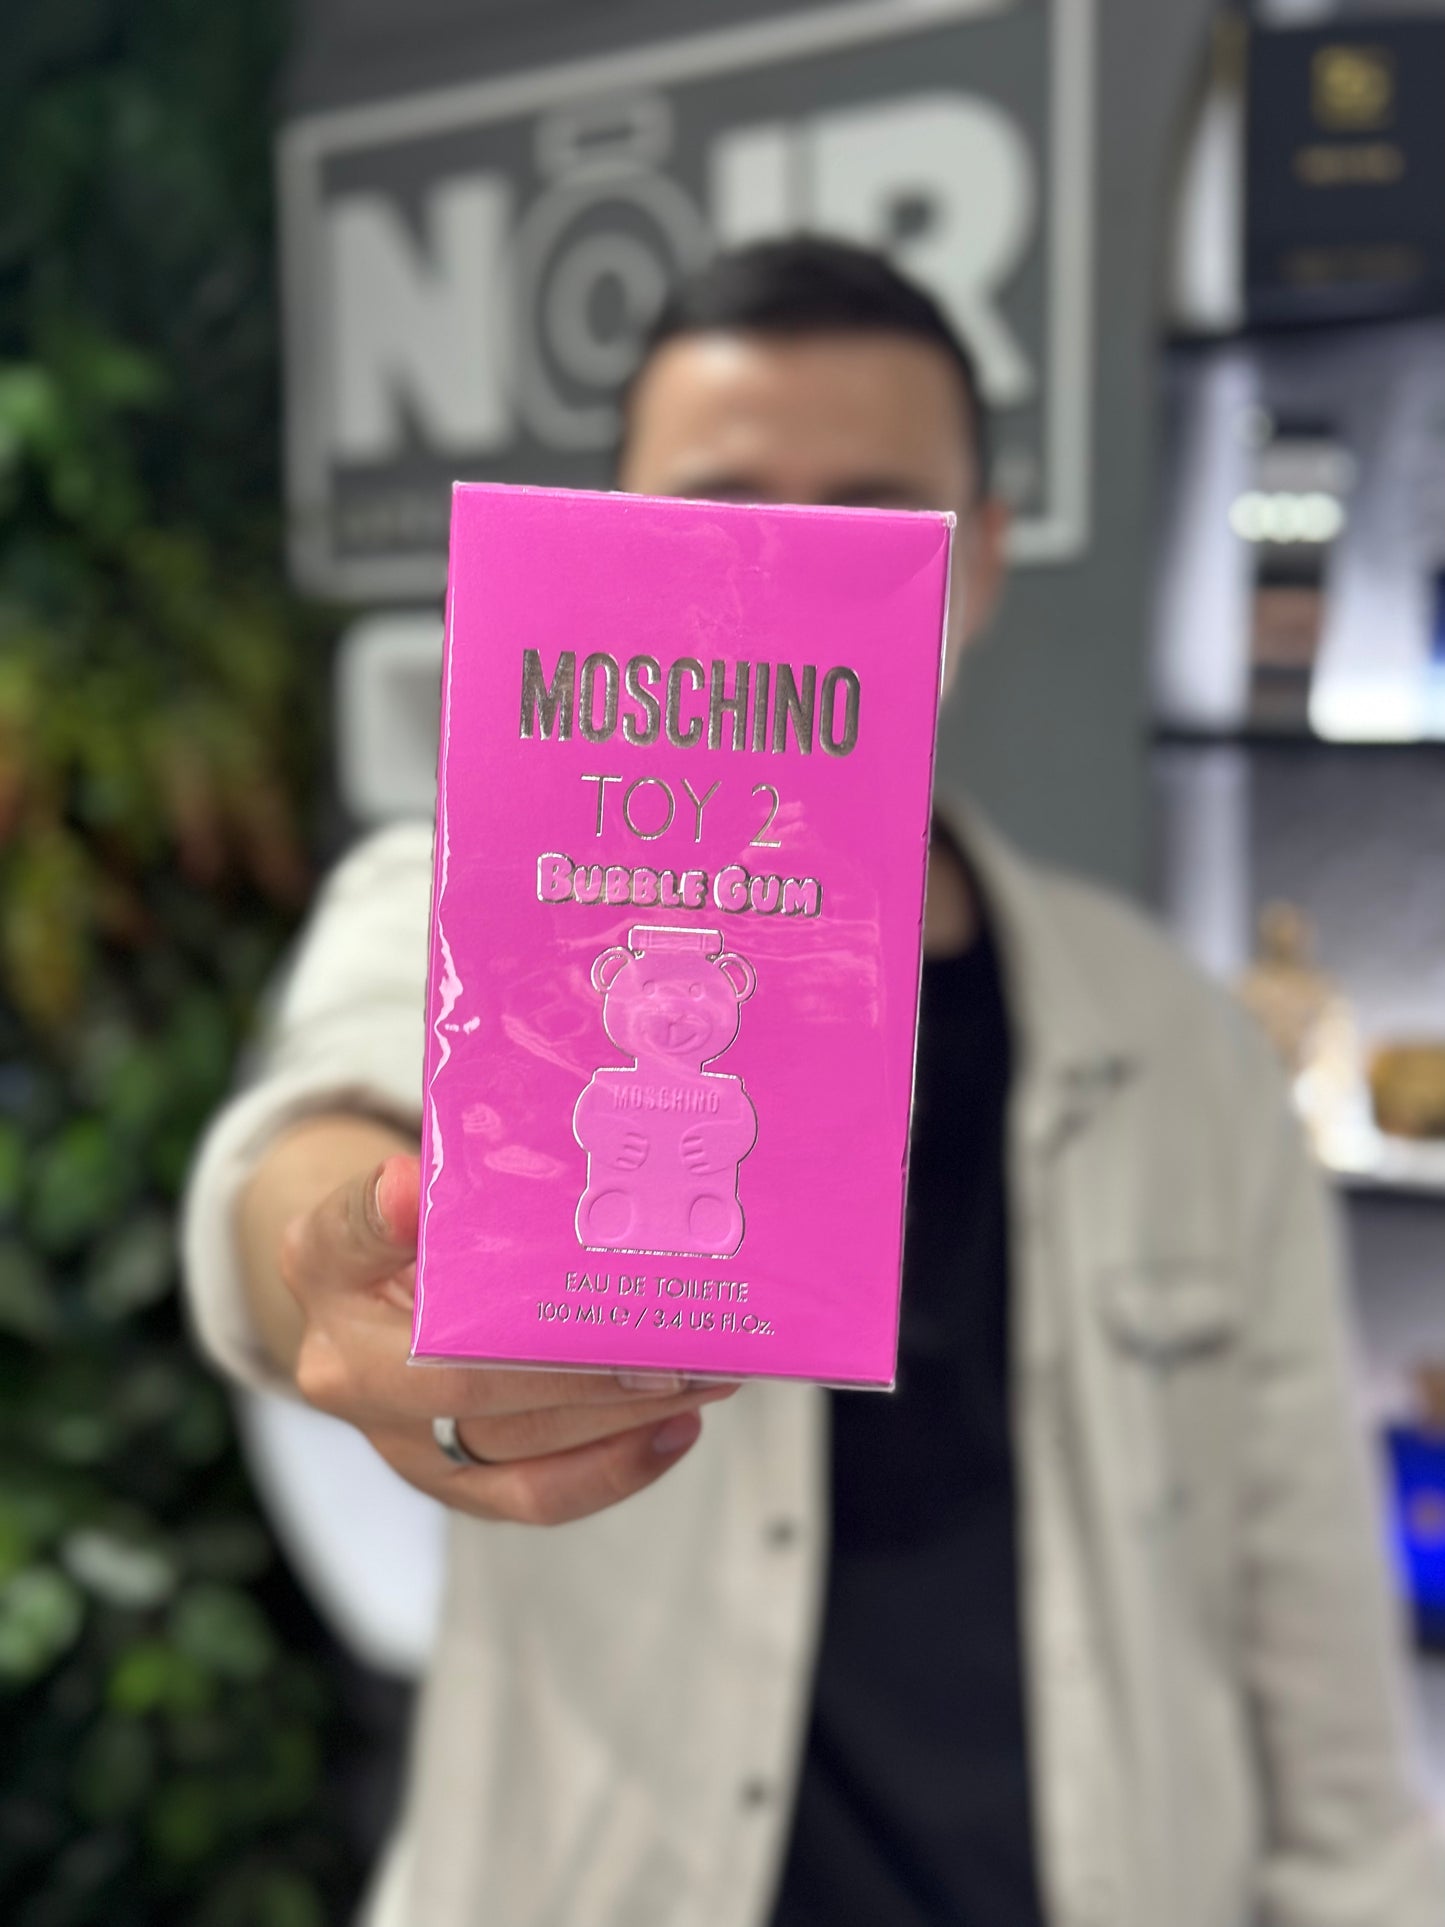 NOIR
MOSCHINO
TOY 2
BUBBLE GUM
MOSCHINO
EAU DE TOILETTE
100 ML e / 3.4 US Fl.Oz.